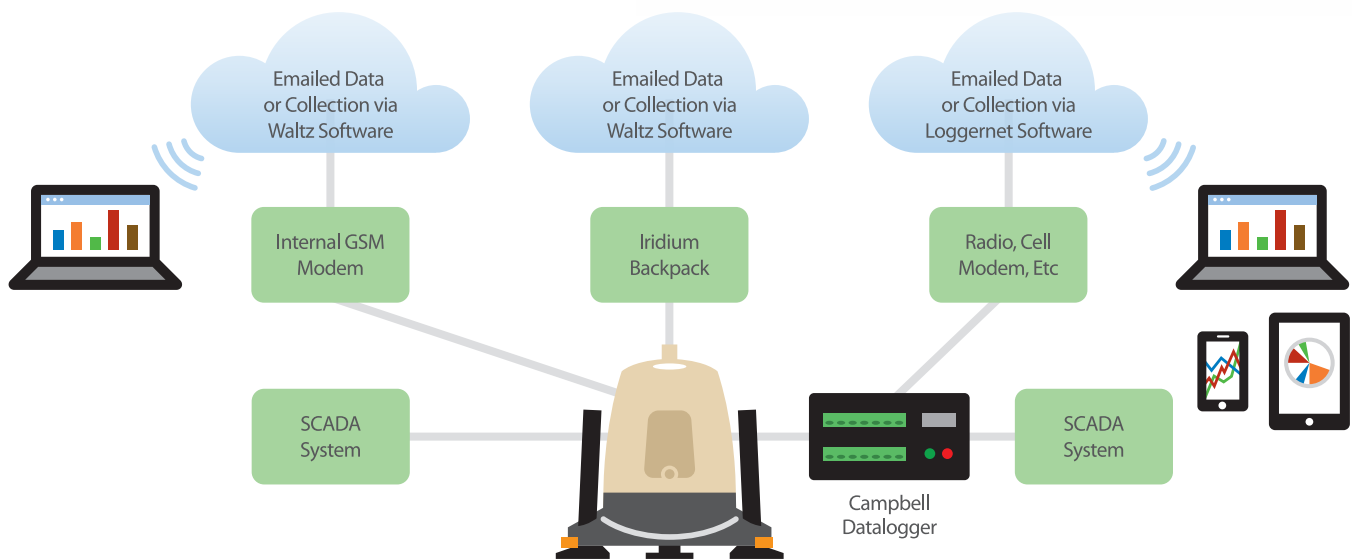 Emailed Data
or Collection via
Waltz Software
Emailed Data
or Collection via
Waltz Software
Emailed Data
or Collection via
Loggernet Software
Internal GSM
Modem
Iridium
Backpack
Radio, Cell
Modem, Etc
SCADA
System
SCADA
System
Campbell
Datalogger